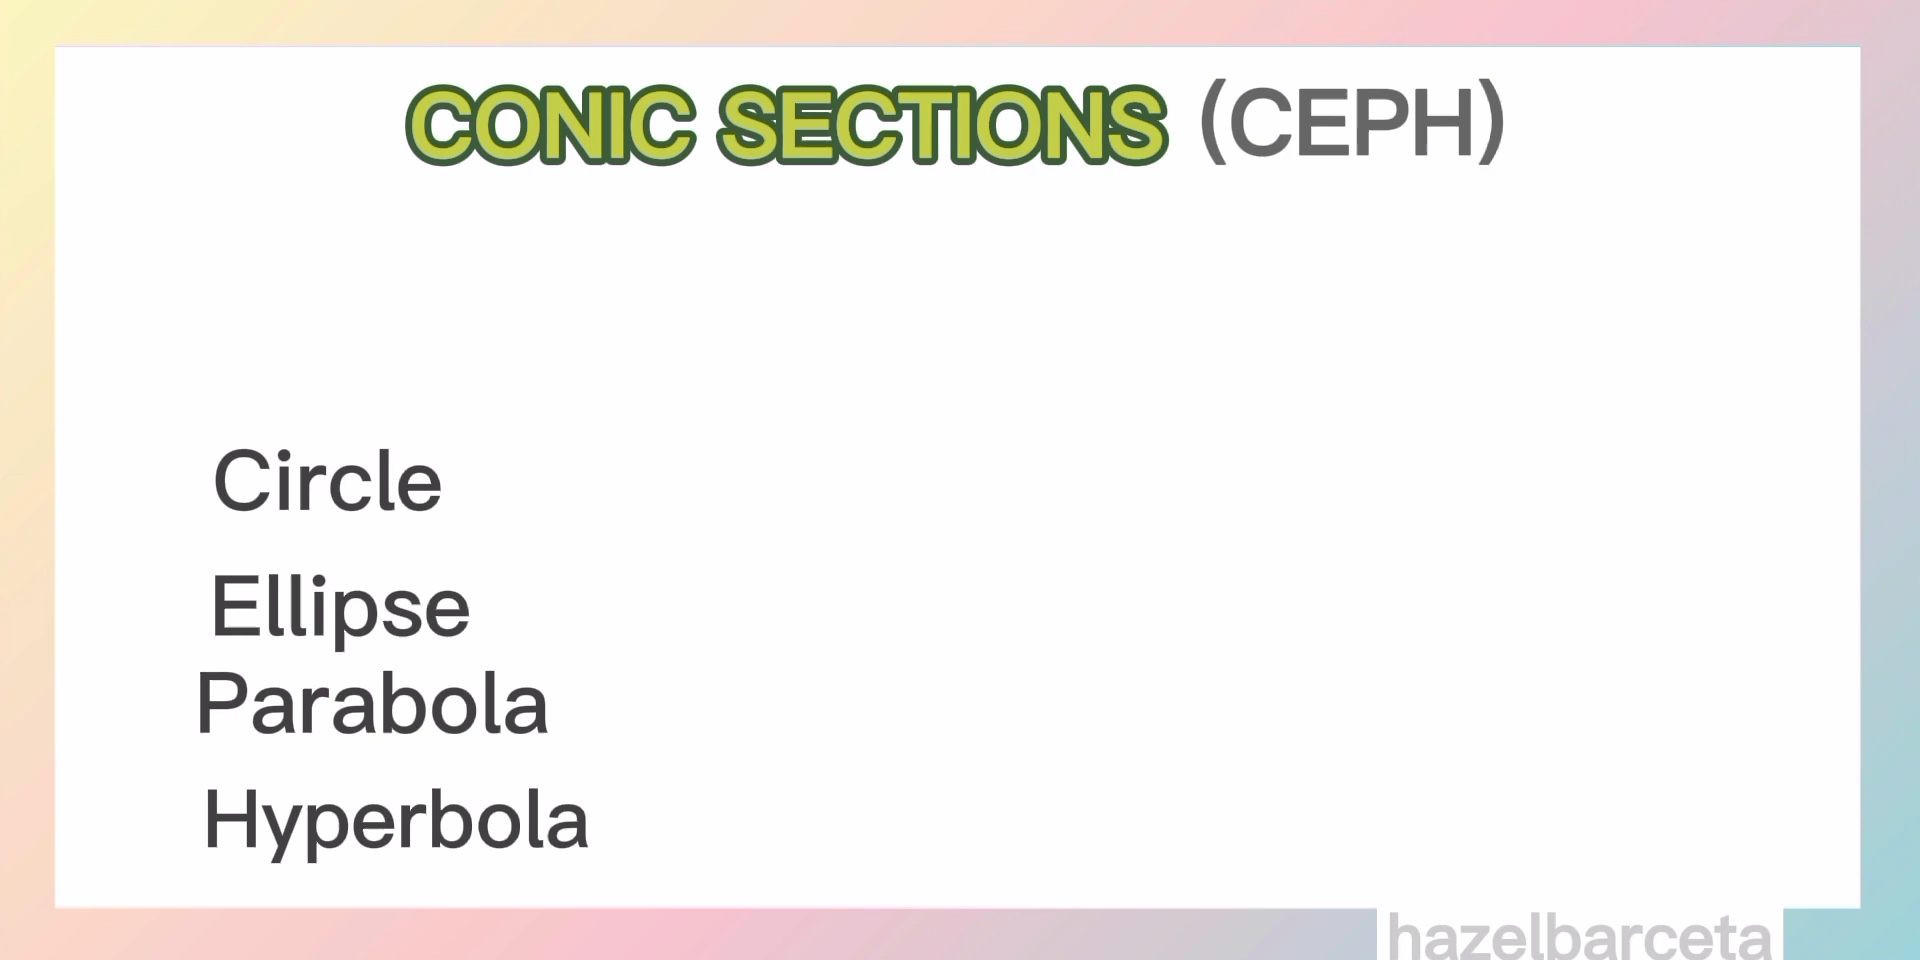 CONIC SECTIONS (CEPH)
Circle
Ellipse
Parabola
Hyperbola
hazelbarceta